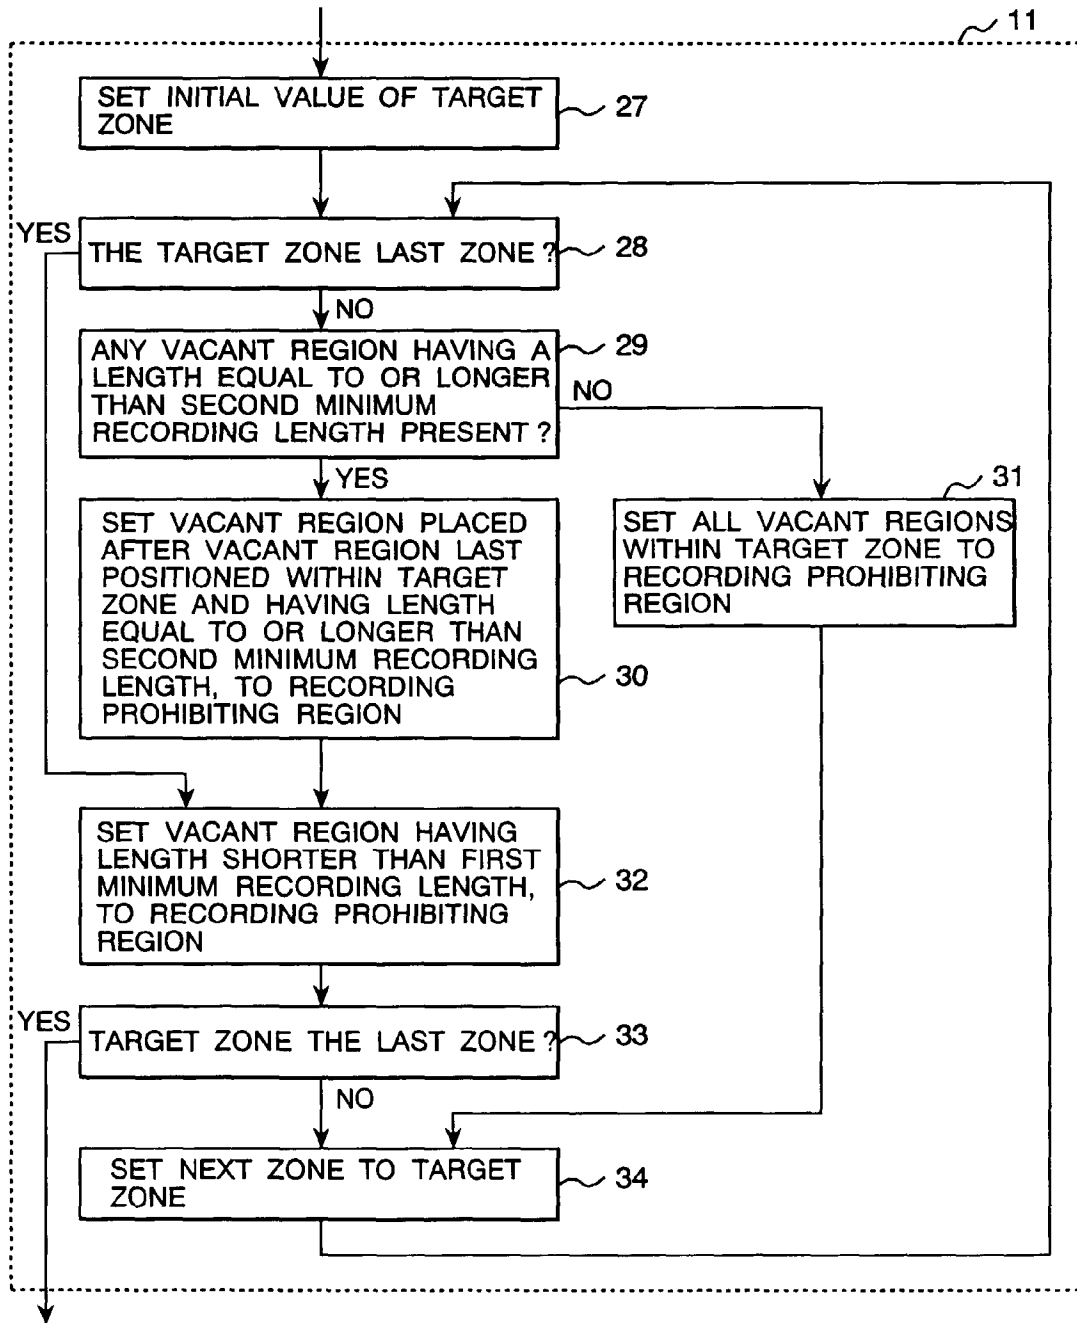 11
SET INITIAL VALUE OF TARGET
ZONE
27
YES
THE TARGET ZONE LAST ZONE ?
28
NO
ANY VACANT REGION HAVING A
LENGTH EQUAL TO OR LONGER
THAN SECOND MINIMUM
RECORDING LENGTH PRESENT ?
29
NO
YES
31
SET VACANT REGION PLACED
AFTER VACANT REGION LAST
POSITIONED WITHIN TARGET
ZONE AND HAVING LENGTH
EQUAL TO OR LONGER THAN
SECOND MINIMUM RECORDING
LENGTH, TO RECORDING
PROHIBITING REGION
30
SET ALL VACANT REGIONS
WITHIN TARGET ZONE TO
RECORDING PROHIBITING
REGION
SET VACANT REGION HAVING
LENGTH SHORTER THAN FIRST
MINIMUM RECORDING LENGTH,
TO RECORDING PROHIBITING
REGION
32
YES
TARGET ZONE THE LAST ZONE ?
33
NO
SET NEXT ZONE TO TARGET
ZONE
34